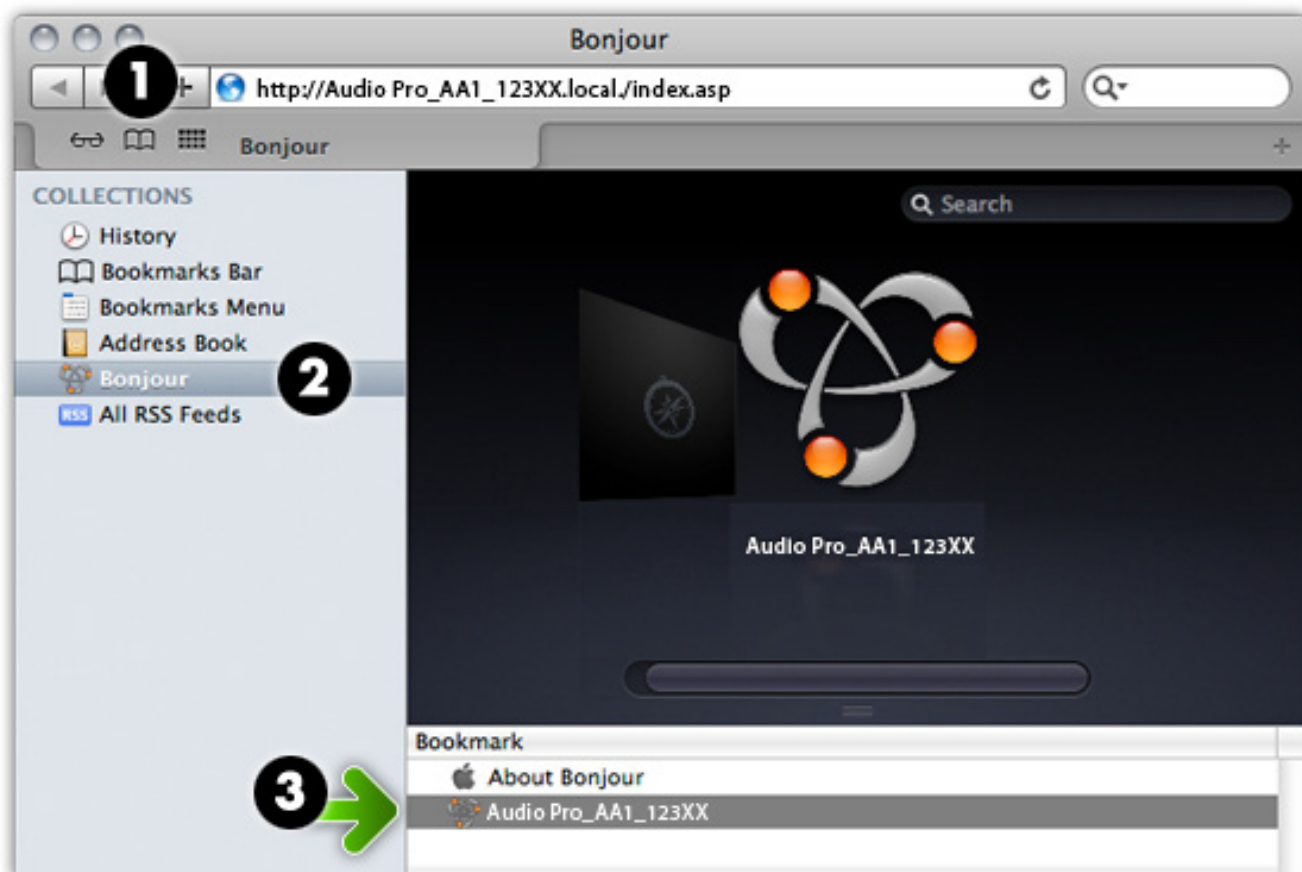 Bonjour
1
http://Audio Pro_AA1_123XX.local./index.asp
Bonjour
COLLECTIONS
History
Bookmarks Bar
Bookmarks Menu
Address Book
Bonjour
2
RSS All RSS Feeds
Search
Audio Pro_AA1_123XX
Bookmark
3
About Bonjour
Audio Pro_AA1_123XX